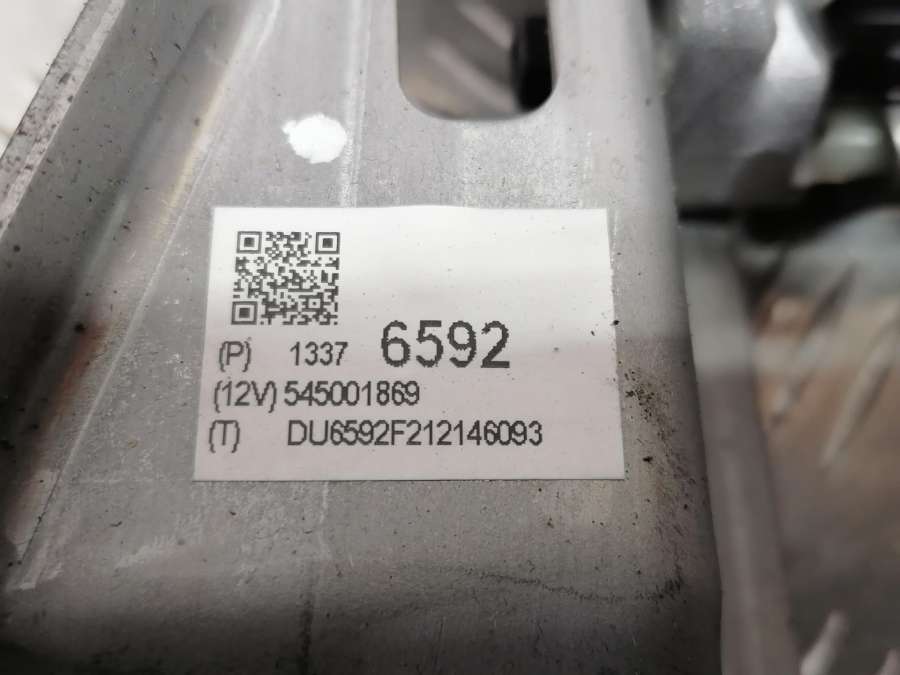 (P) 1337 6592
(12V) 545001869
(T) DU6592F212146093